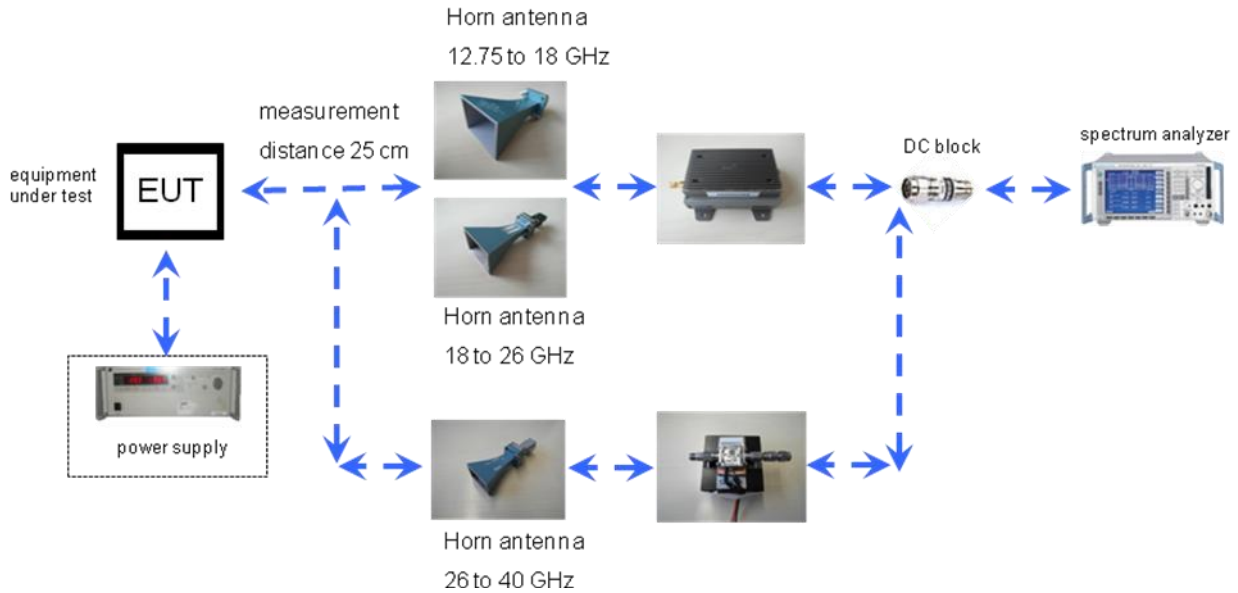 Horn antenna
12.75 to 18 GHz
measurement
distance 25 cm
equipment
under test
EUT
DC block
spectrum analyzer
Horn antenna
18 to 26 GHz
power supply
Horn antenna
26 to 40 GHz